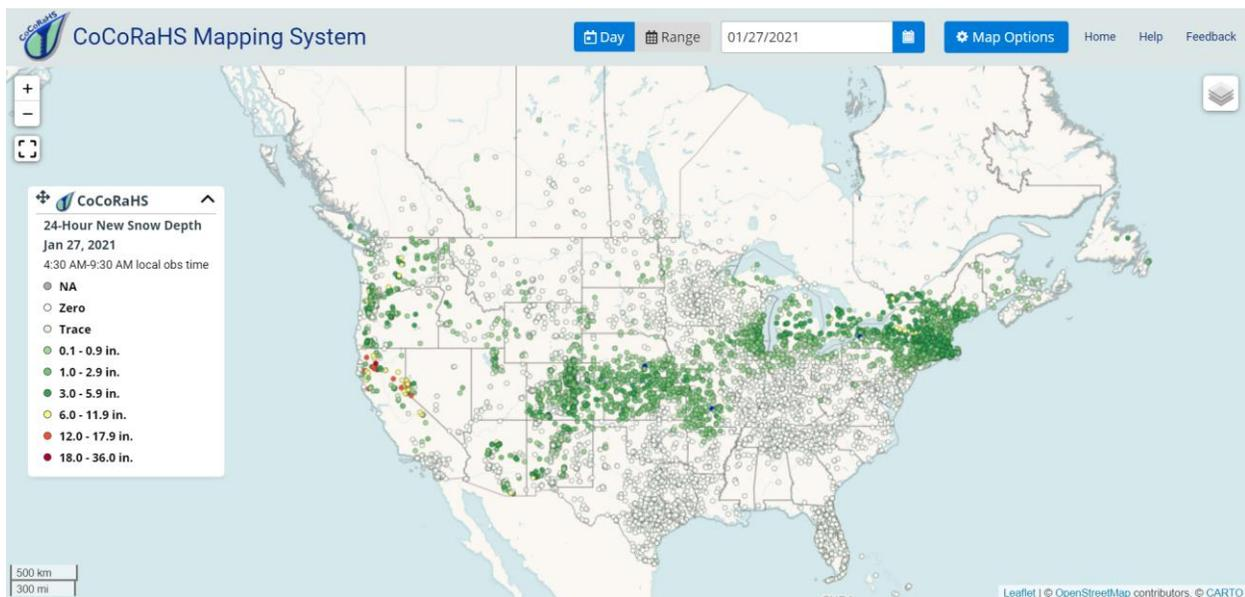 CoCoRaHS
CoCoRaHS Mapping System
Day
Range
01/27/2021
Map Options
Home
Help
Feedback
+
−
CoCoRaHS
24-Hour New Snow Depth
Jan 27, 2021
4:30 AM-9:30 AM local obs time
NA
Zero
Trace
0.1 - 0.9 in.
1.0 - 2.9 in.
3.0 - 5.9 in.
6.0 - 11.9 in.
12.0 - 17.9 in.
18.0 - 36.0 in.
500 km
300 mi
Leaflet | © OpenStreetMap contributors, © CARTO